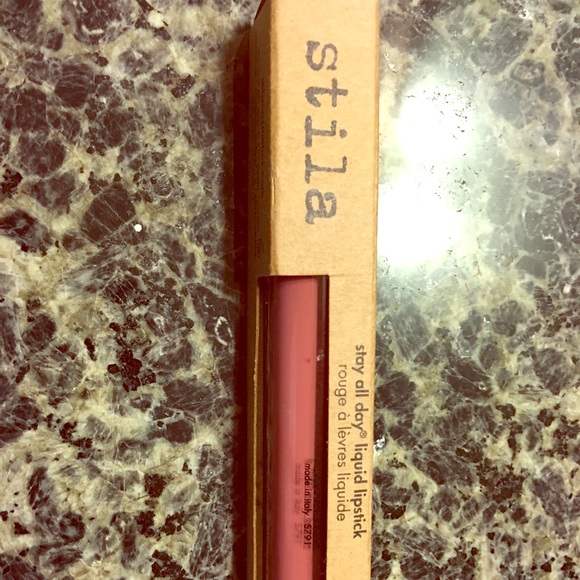 stila
stay all day® liquid lipstick
rouge à lèvres liquide
made in italy